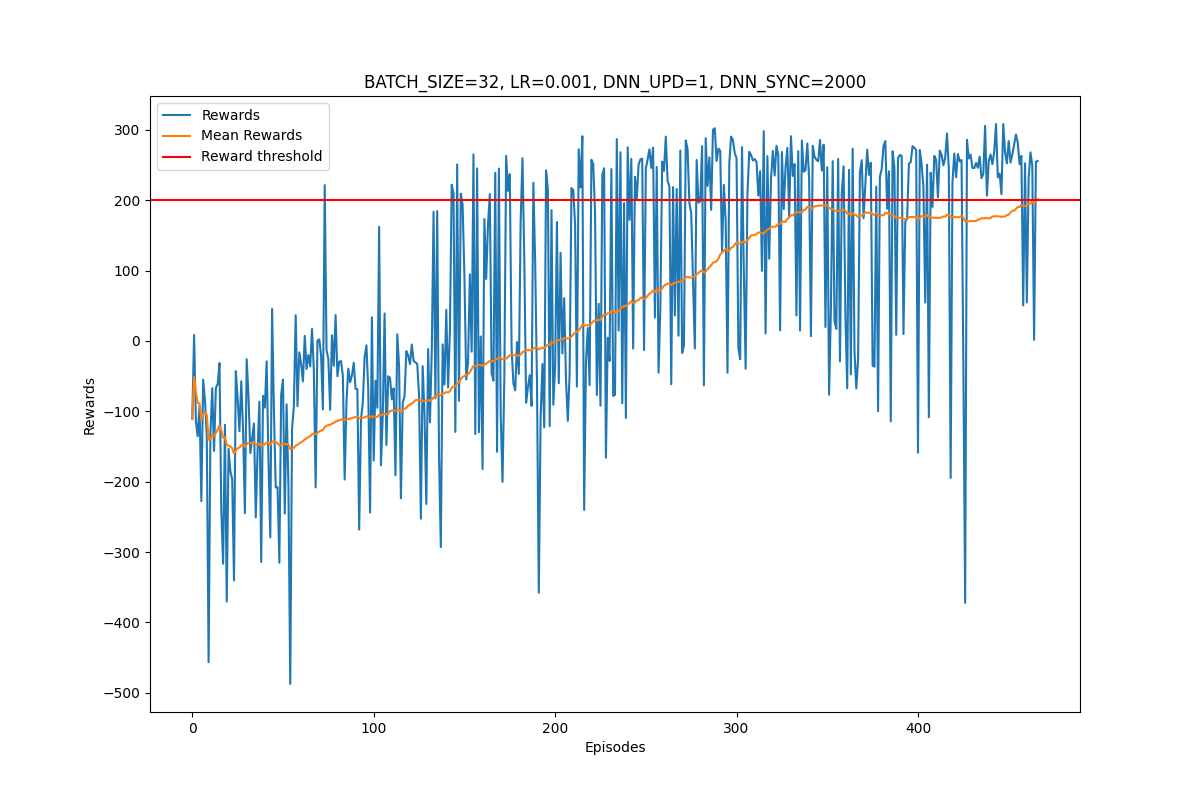 BATCH_SIZE=32, LR=0.001, DNN_UPD=1, DNN_SYNC=2000
Rewards
Mean Rewards
Reward threshold
300
200
100
0
−100
−200
−300
−400
−500
Rewards
0
100
200
300
400
Episodes